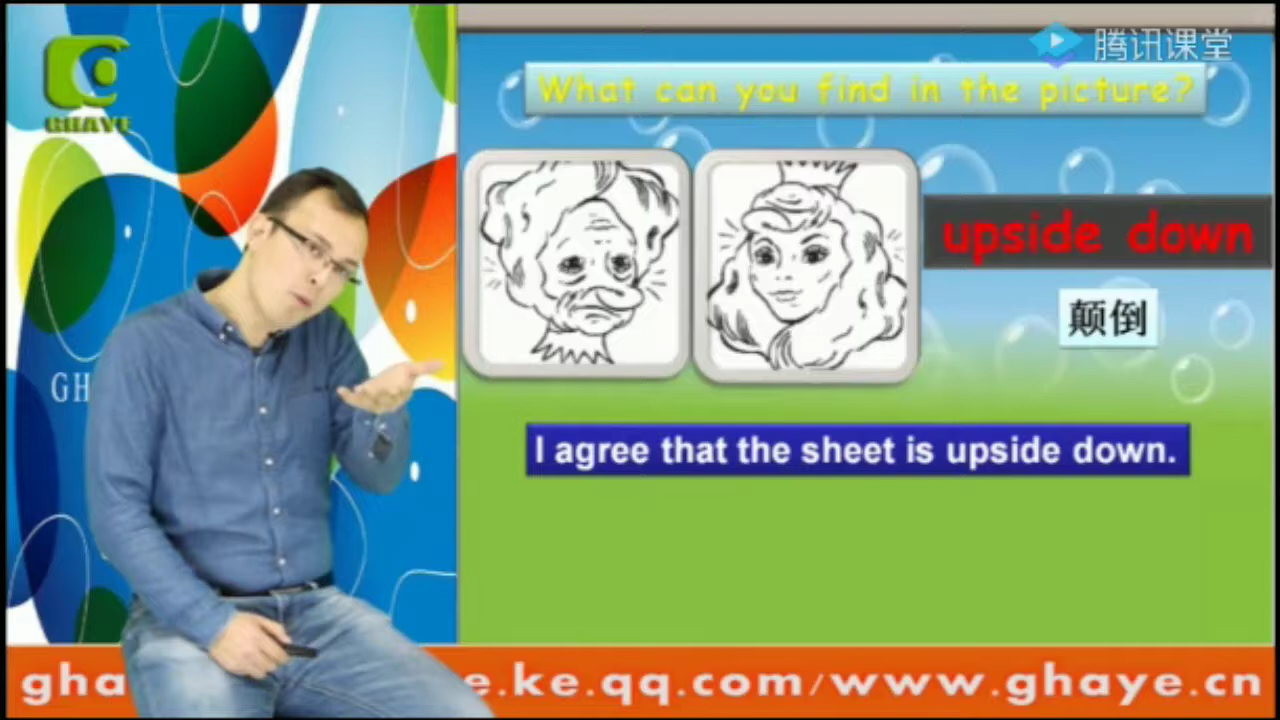 GHAYE
腾讯课堂
What can you find in the picture?
upside down
颠倒
GH
I agree that the sheet is upside down.
gha e.ke.qq.com/www.ghaye.cn